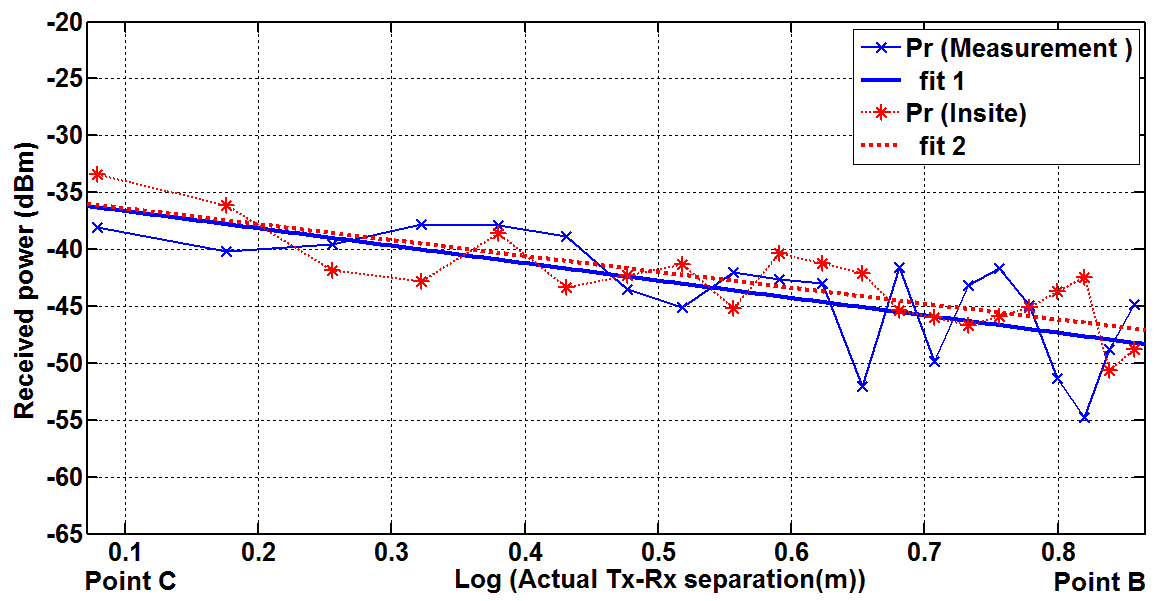 -20
-25
-30
-35
-40
-45
-50
-55
-60
-65
Received power (dBm)
Pr (Measurement )
fit 1
Pr (Insite)
fit 2
0.1 0.2 0.3 0.4 0.5 0.6 0.7 0.8
Point C Log (Actual Tx-Rx separation(m)) Point B